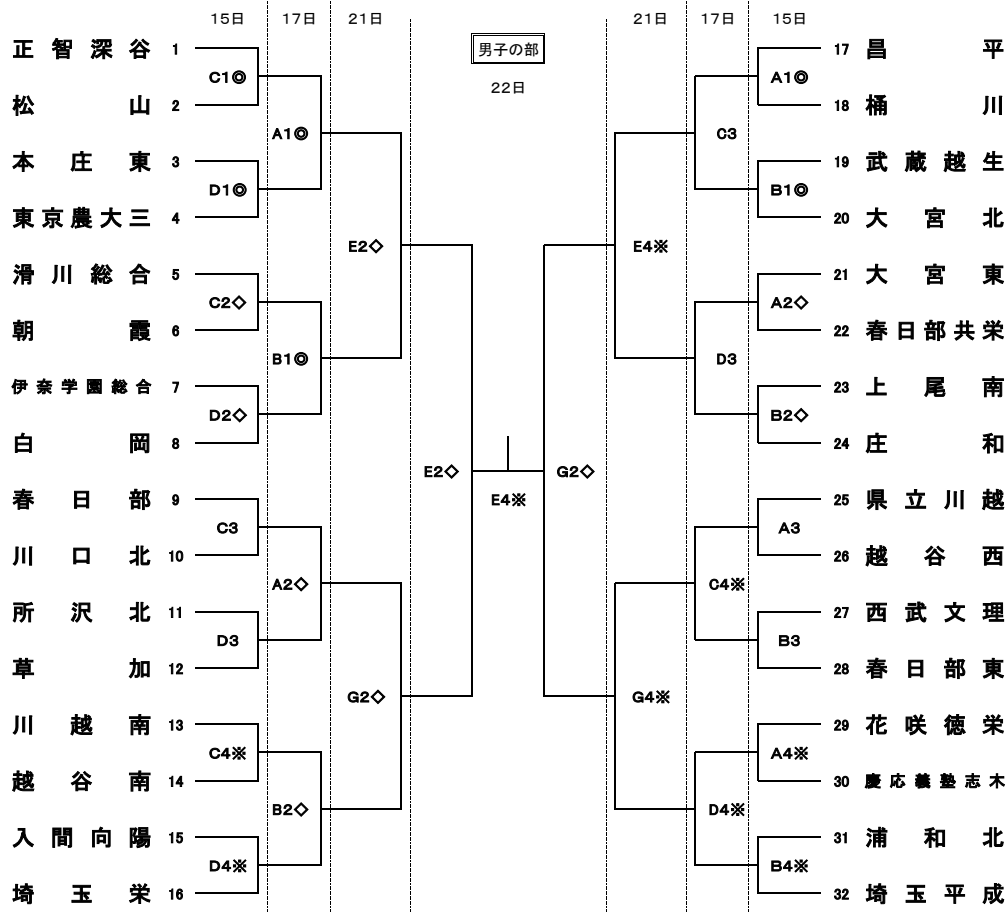 15日 17日 21日 21日 17日 15日
男子の部
22日
正智深谷 1
C1◎
松山 2
A1◎
本庄東 3
D1◎
東京農大三 4
E2◇
滑川総合 5
C2◇
朝霞 6
B1◎
伊奈学園総合 7
D2◇
白岡 8
E2◇
春日部 9
C3
川口北 10
A2◇
所沢北 11
D3
草加 12
G2◇
川越南 13
C4※
越谷南 14
B2◇
入間向陽 15
D4※
埼玉栄 16
E4※
17 昌平
A1◎
18 桶川
C3
19 武蔵越生
B1◎
20 大宮北
E4※
21 大宮東
A2◇
22 春日部共栄
D3
23 上尾南
B2◇
24 庄和
G2◇
25 県立川越
A3
26 越谷西
C4※
27 西武文理
B3
28 春日部東
G4※
29 花咲徳栄
A4※
30 慶応義塾志木
D4※
31 浦和北
B4※
32 埼玉平成